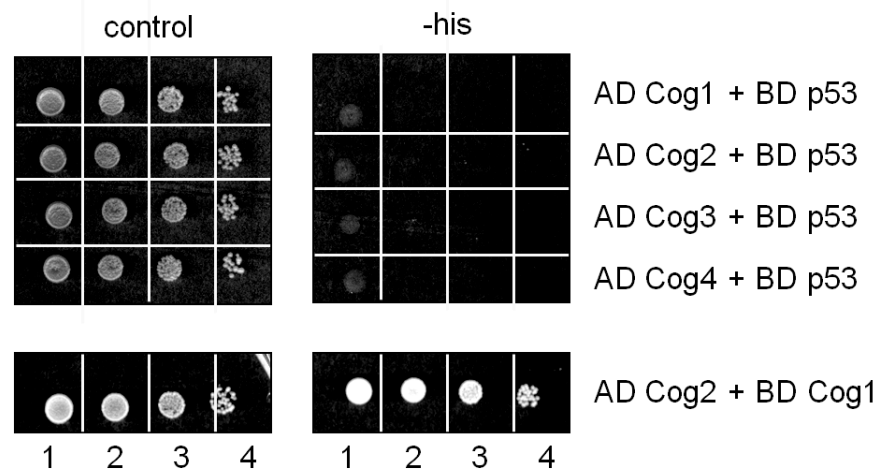 control -his
AD Cog1 + BD p53
AD Cog2 + BD p53
AD Cog3 + BD p53
AD Cog4 + BD p53
AD Cog2 + BD Cog1
1 2 3 4 1 2 3 4